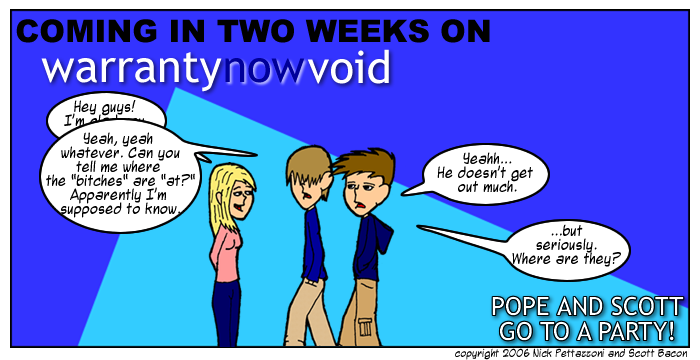 COMING IN TWO WEEKS ON
warrantynowvoid
Hey guys!
I'm
Yeah, yeah
whatever. Can you
tell me where
the "bitches" are "at?"
Apparently I'm
supposed to know.
Yeahh...
He doesn't get
out much.
...but
seriously.
Where are they?
POPE AND SCOTT
GO TO A PARTY!
copyright 2006 Nick Pettazzoni and Scott Bacon